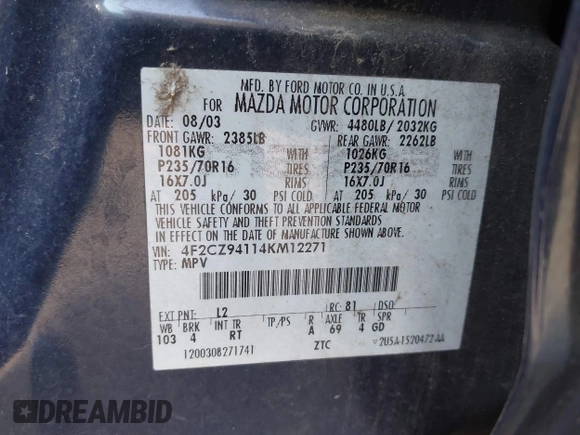 MFD. BY FORD MOTOR CO. IN U.S.A.
FOR MAZDA MOTOR CORPORATION
DATE: 08/03 GVWR: 4480LB/ 2032KG
FRONT GAWR: 2385LB REAR GAWR: 2262LB
1081KG WITH 1026KG WITH
P235/70R16 TIRES P235/70R16 TIRES
16X7.0J RIMS 16X7.0J RIMS
AT 205 kPa/ 30 PSI COLD AT 205 kPa/ 30 PSI COLD
THIS VEHICLE CONFORMS TO ALL APPLICABLE FEDERAL MOTOR
VEHICLE SAFETY AND THEFT PREVENTION STANDARDS
IN EFFECT ON THE DATE OF MANUFACTURE SHOWN ABOVE.
VIN: 4F2CZ94114KM12271
TYPE: MPV
EXT PNT: L2 RC: 81 DSO:
WB BRK INT TR TP/PS R AXLE TR SPR
103 4 RT A 69 4 GD
1200308271741 ZTC
DREAMBID